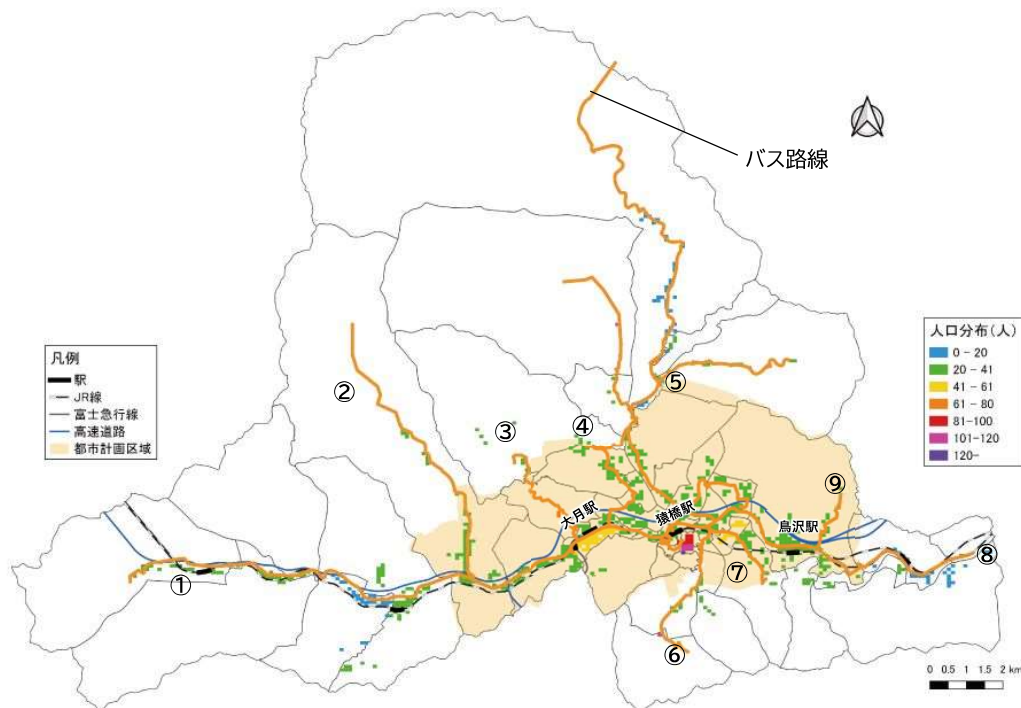 バス路線
凡例
駅
JR線
富士急行線
高速道路
都市計画区域
人口分布(人)
0 - 20
20 - 41
41 - 61
61 - 80
81-100
101-120
120-
②
③
④
⑤
⑨
大月駅
猿橋駅
鳥沢駅
①
⑦
⑧
⑥
0 0.5 1 1.5 2 km